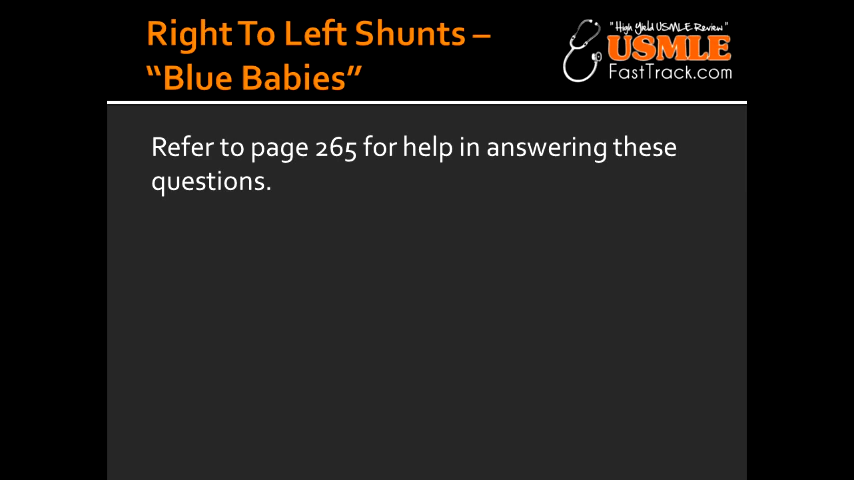 Right To Left Shunts –
“Blue Babies”
"High Yield USMLE Review"
USMLE
FastTrack.com
Refer to page 265 for help in answering these
questions.